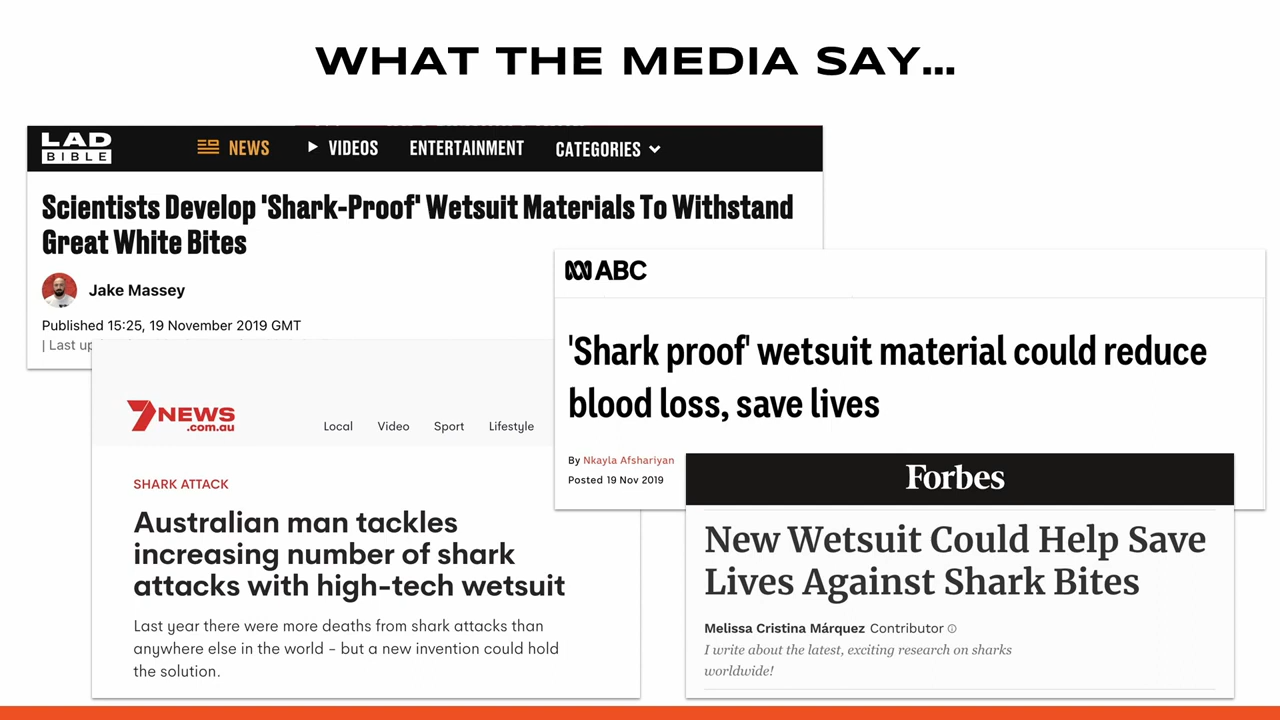 WHAT THE MEDIA SAY...
LAD
BIBLE
NEWS
VIDEOS
ENTERTAINMENT
CATEGORIES
Scientists Develop 'Shark-Proof' Wetsuit Materials To Withstand
Great White Bites
Jake Massey
Published 15:25, 19 November 2019 GMT
| Last
ABC
'Shark proof' wetsuit material could reduce
blood loss, save lives
By Nkayla Afshariyan
Posted 19 Nov 2019
7NEWS
.com.au
Local
Video
Sport
Lifestyle
SHARK ATTACK
Australian man tackles
increasing number of shark
attacks with high-tech wetsuit
Last year there were more deaths from shark attacks than
anywhere else in the world – but a new invention could hold
the solution.
Forbes
New Wetsuit Could Help Save
Lives Against Shark Bites
Melissa Cristina Márquez Contributor
I write about the latest, exciting research on sharks
worldwide!